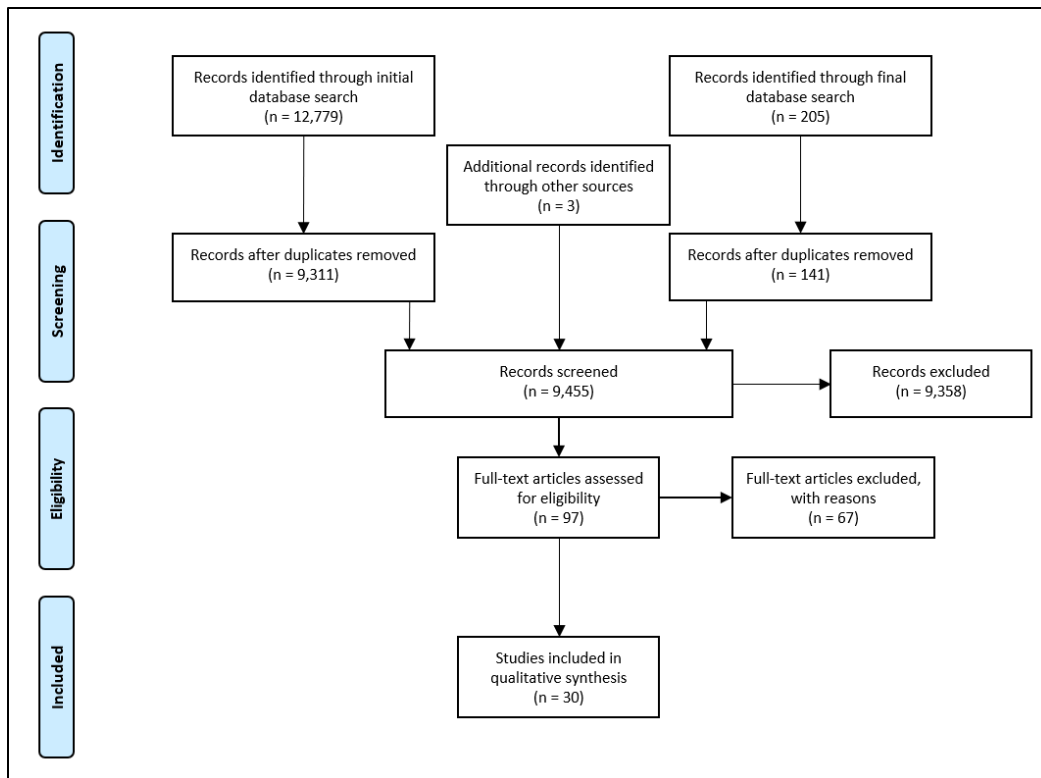 Identification
Records identified through initial
database search
(n = 12,779)
Records identified through final
database search
(n = 205)
Additional records identified
through other sources
(n = 3)
Screening
Records after duplicates removed
(n = 9,311)
Records after duplicates removed
(n = 141)
Records screened
(n = 9,455)
Records excluded
(n = 9,358)
Eligibility
Full-text articles assessed
for eligibility
(n = 97)
Full-text articles excluded,
with reasons
(n = 67)
Included
Studies included in
qualitative synthesis
(n = 30)